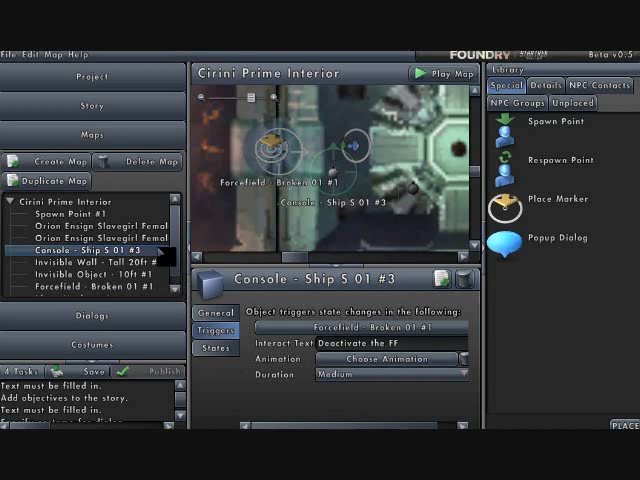 File Edit Map Help
FOUNDRY
STAR TREK
Beta v0.5
Project
Story
Maps
Create Map
Delete Map
Duplicate Map
Cirini Prime Interior
Spawn Point #1
Orion Ensign Slavegirl Femal
Orion Ensign Slavegirl Femal
Console - Ship S 01 #3
Invisible Wall - Tall 20ft #
Invisible Object - 10ft #1
Forcefield - Broken 01 #1
Dialogs
Costumes
4 Tasks
Save
Publish
Text must be filled in.
Add objectives to the story.
Text must be filled in.
Cirini Prime Interior
Play Map
Forcefield - Broken 01 #1
Console - Ship S 01 #3
Console - Ship S 01 #3
General
Triggers
States
Object triggers state changes in the following:
Forcefield - Broken 01 #1
Interact Text
Deactivate the FF
Animation
Choose Animation
Duration
Medium
Library
Special
Details
NPC Contacts
NPC Groups
Unplaced
Spawn Point
Respawn Point
Place Marker
Popup Dialog
PLACE